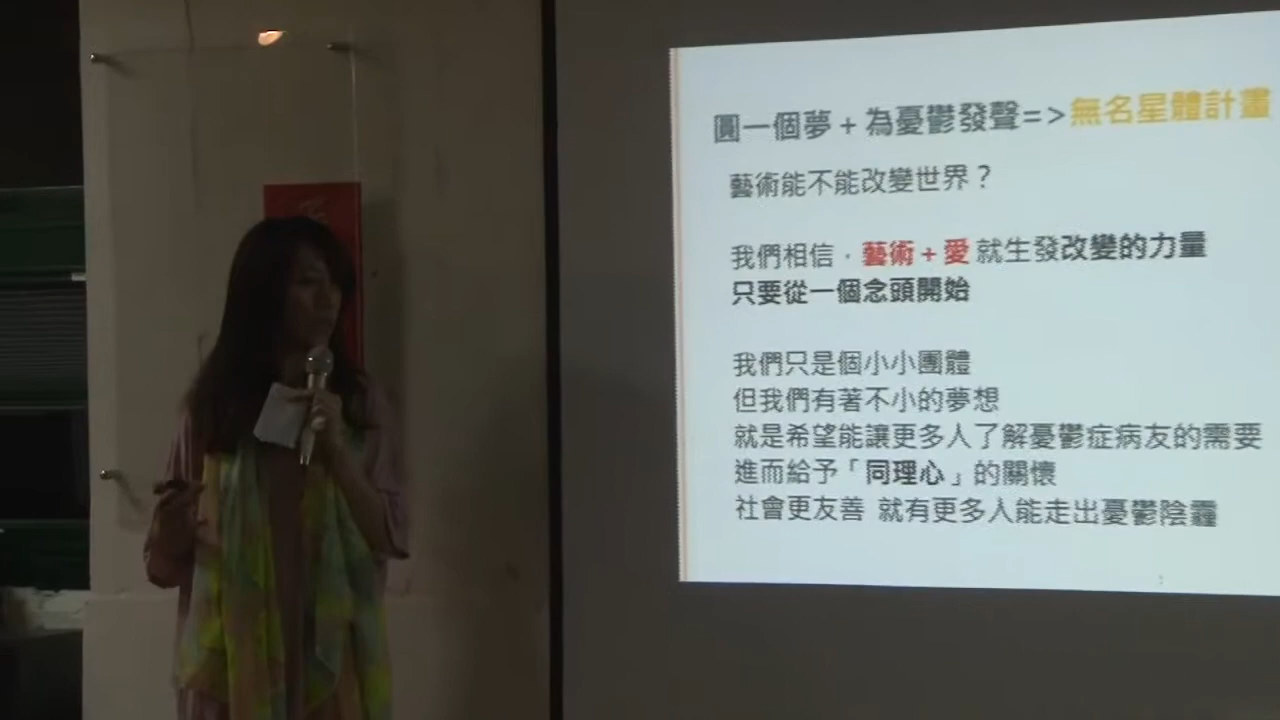 圓一個夢+為憂鬱發聲=>無名星體計畫
藝術能不能改變世界？
我們相信，藝術+愛 就生發改變的力量
只要從一個念頭開始
我們只是個小小團體
但我們有著不小的夢想
就是希望能讓更多人了解憂鬱症病友的需要
進而給予「同理心」的關懷
社會更友善 就有更多人能走出憂鬱陰霾